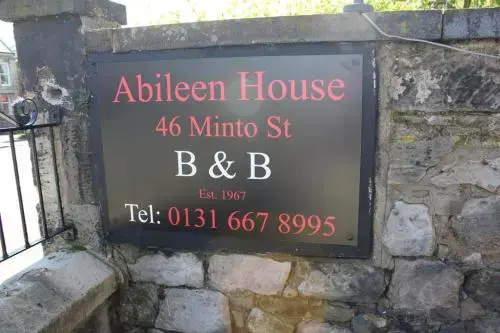 Abileen House
46 Minto St
B & B
Est. 1967
Tel: 0131 667 8995